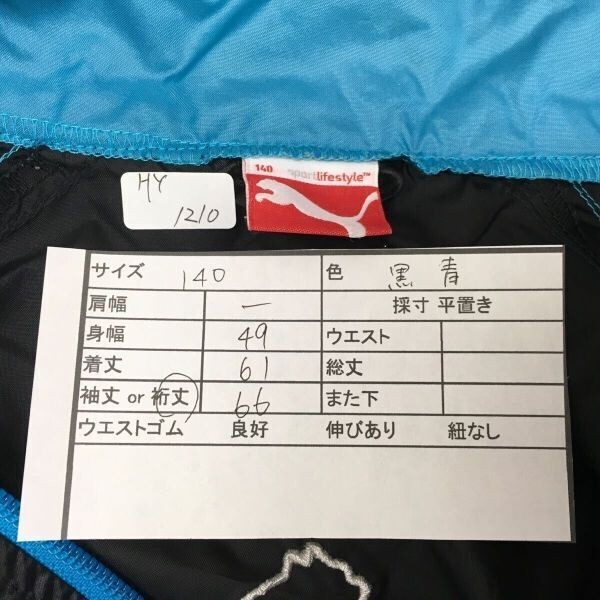 HY
1210
140 sportlifestyle™
サイズ 140 色 黒 青
肩幅 ー 採寸 平置き
身幅 49 ウエスト
着丈 61 総丈
袖丈 or 裄丈 66 また下
ウエストゴム 良好 伸びあり 紐なし